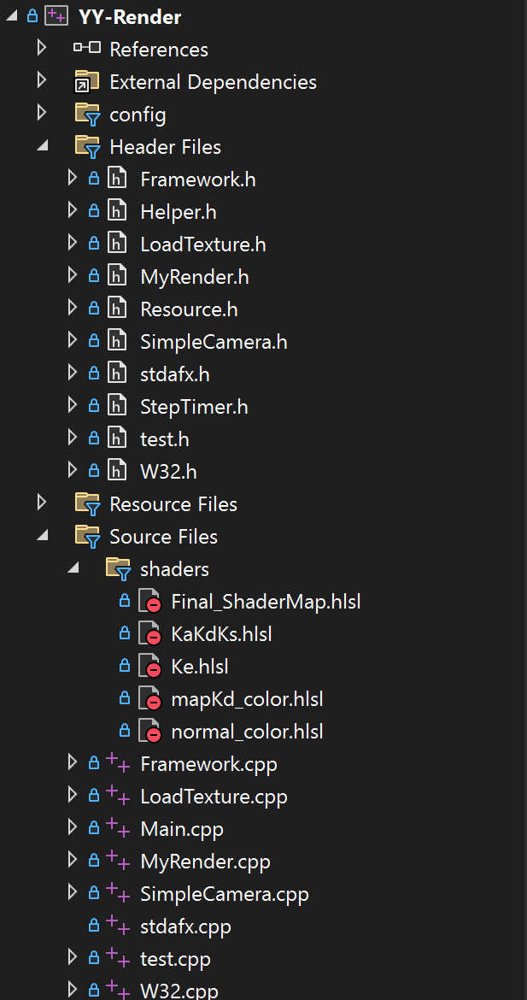 YY-Render
References
External Dependencies
config
Header Files
Framework.h
Helper.h
LoadTexture.h
MyRender.h
Resource.h
SimpleCamera.h
stdafx.h
StepTimer.h
test.h
W32.h
Resource Files
Source Files
shaders
Final_ShaderMap.hlsl
KaKdKs.hlsl
Ke.hlsl
mapKd_color.hlsl
normal_color.hlsl
Framework.cpp
LoadTexture.cpp
Main.cpp
MyRender.cpp
SimpleCamera.cpp
stdafx.cpp
test.cpp
W32.cpp